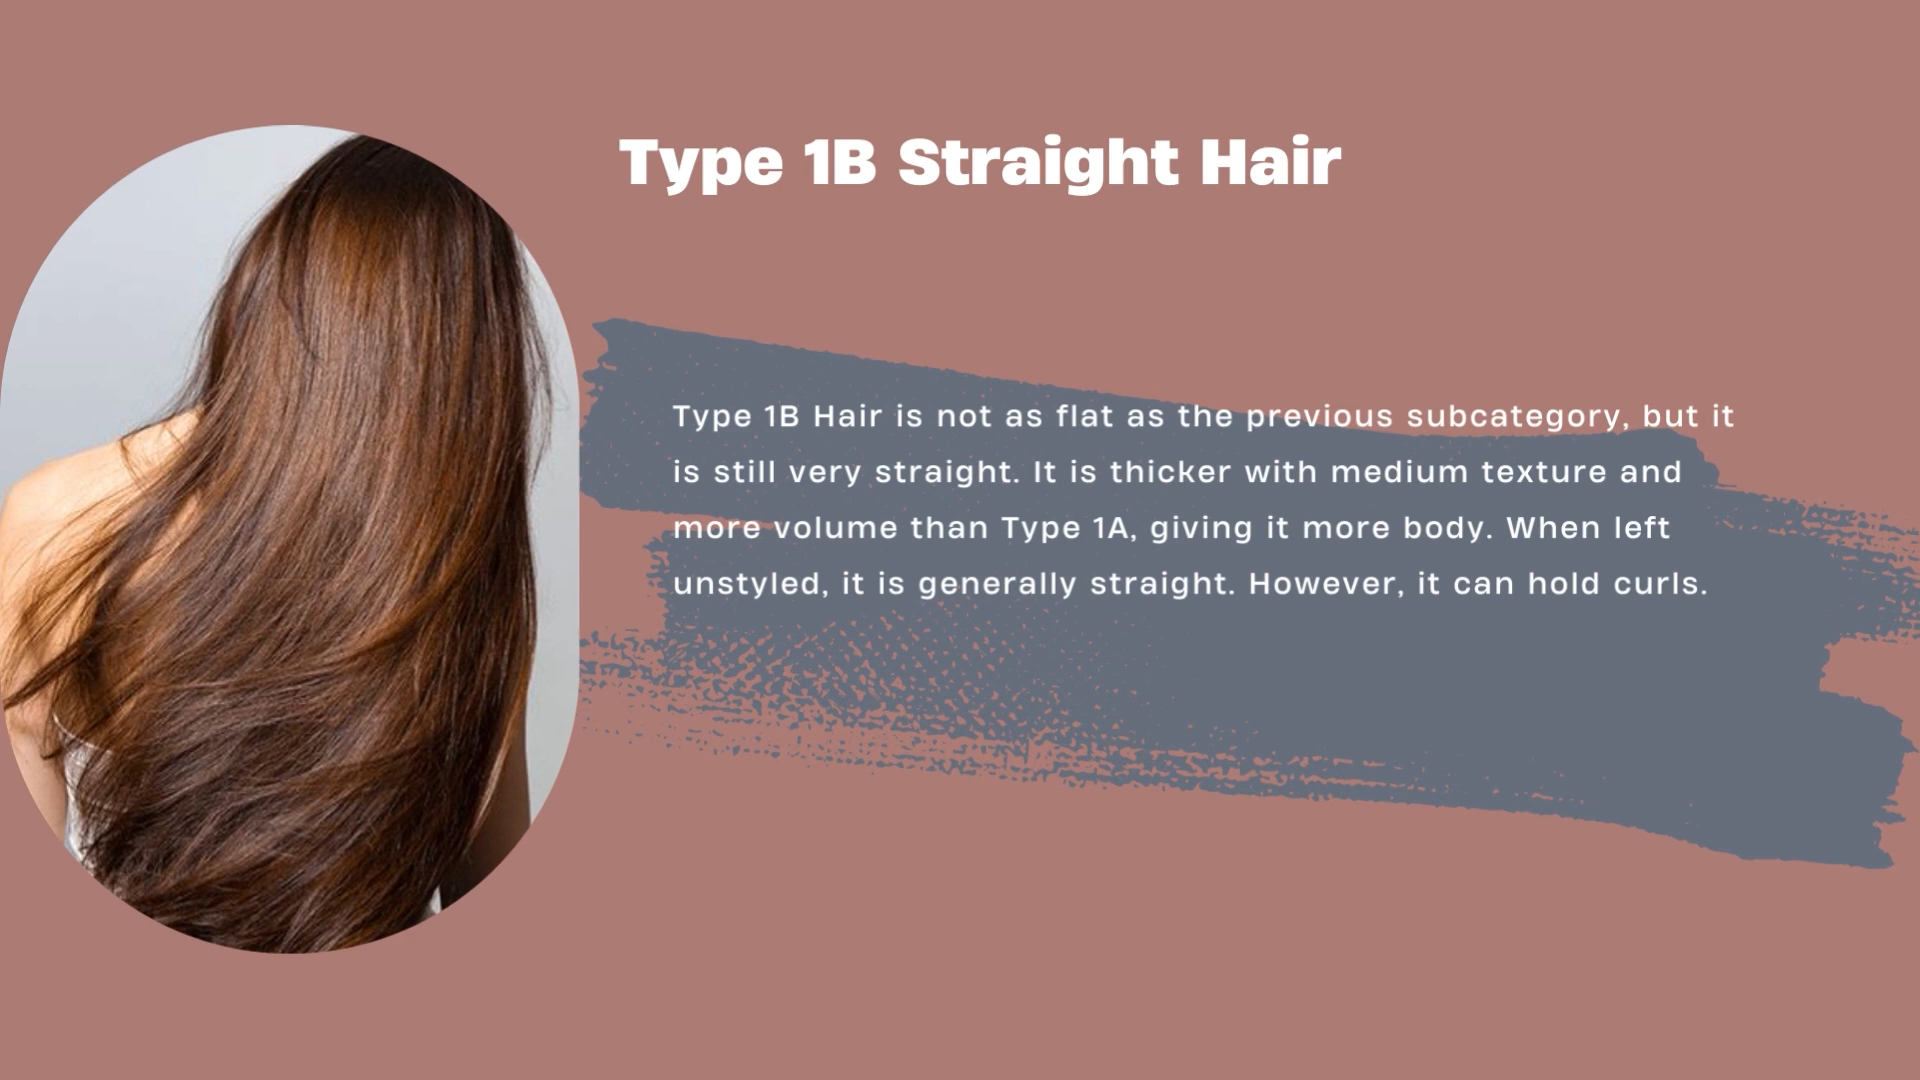 Type 1B Straight Hair
Type 1B Hair is not as flat as the previous subcategory, but it
is still very straight. It is thicker with medium texture and
more volume than Type 1A, giving it more body. When left
unstyled, it is generally straight. However, it can hold curls.